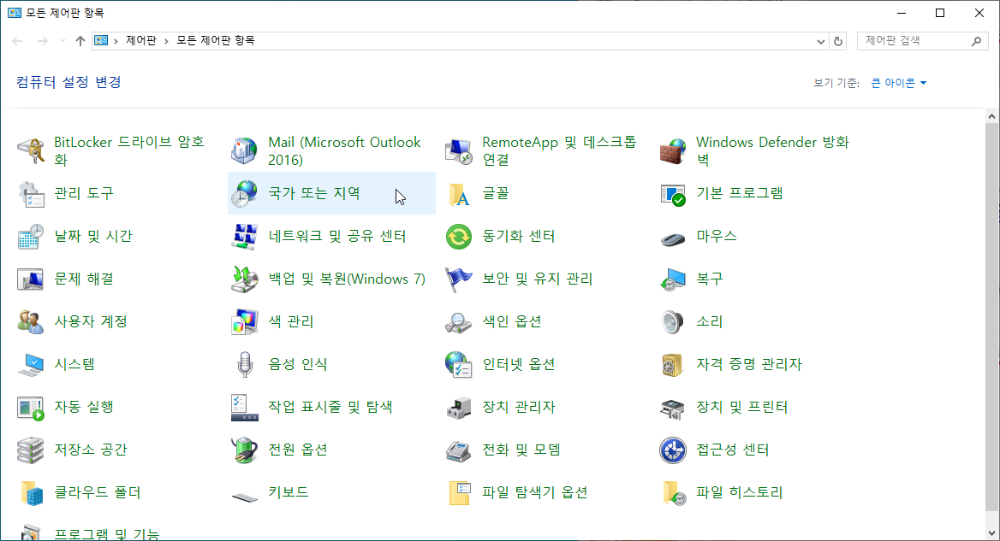 모든 제어판 항목
제어판 › 모든 제어판 항목
제어판 검색
컴퓨터 설정 변경
보기 기준: 큰 아이콘
BitLocker 드라이브 암호
화
Mail (Microsoft Outlook
2016)
RemoteApp 및 데스크톱
연결
Windows Defender 방화
벽
관리 도구
국가 또는 지역
글꼴
기본 프로그램
날짜 및 시간
네트워크 및 공유 센터
동기화 센터
마우스
문제 해결
백업 및 복원(Windows 7)
보안 및 유지 관리
복구
사용자 계정
색 관리
색인 옵션
소리
시스템
음성 인식
인터넷 옵션
자격 증명 관리자
자동 실행
작업 표시줄 및 탐색
장치 관리자
장치 및 프린터
저장소 공간
전원 옵션
전화 및 모뎀
접근성 센터
클라우드 폴더
키보드
파일 탐색기 옵션
파일 히스토리
프로그램 및 기능